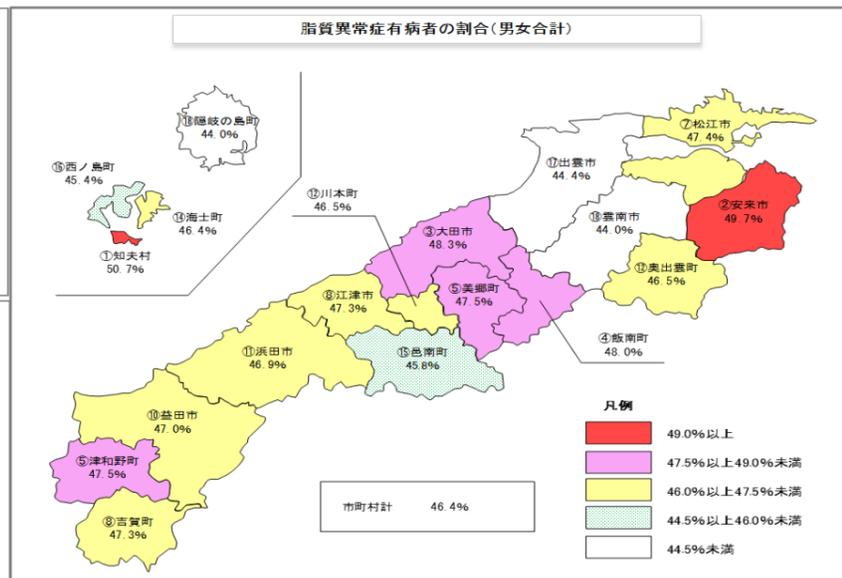 脂質異常症有病者の割合(男女合計)
⑱隠岐の島町
44.0%
⑯西ノ島町
45.4%
⑭海士町
46.4%
①知夫村
50.7%
⑦松江市
47.4%
⑰出雲市
44.4%
②安来市
49.7%
⑱雲南市
44.0%
⑫奥出雲町
46.5%
⑫川本町
46.5%
③大田市
48.3%
⑤美郷町
47.5%
④飯南町
48.0%
⑧江津市
47.3%
⑮邑南町
45.8%
⑪浜田市
46.9%
⑩益田市
47.0%
⑤津和野町
47.5%
⑧吉賀町
47.3%
市町村計 46.4%
凡例
49.0%以上
47.5%以上49.0%未満
46.0%以上47.5%未満
44.5%以上46.0%未満
44.5%未満